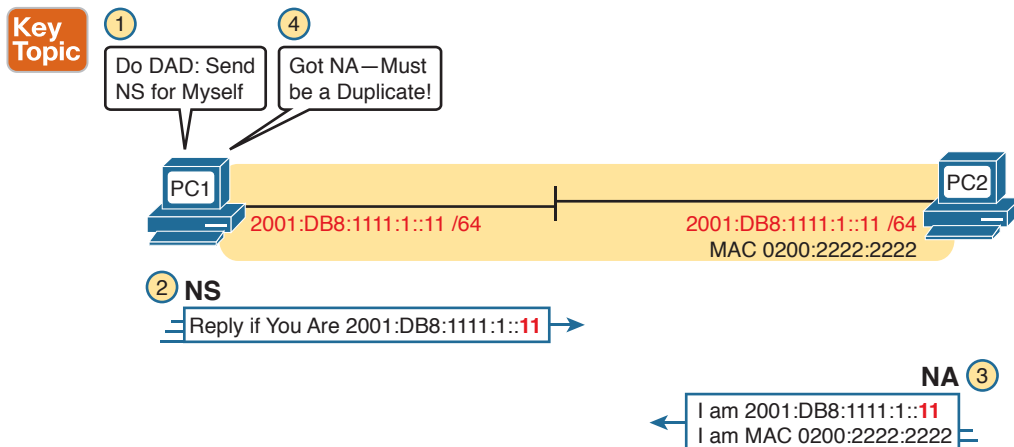 Key
Topic
1
Do DAD: Send
NS for Myself
4
Got NA—Must
be a Duplicate!
PC1
PC2
2001:DB8:1111:1::11 /64
2001:DB8:1111:1::11 /64
MAC 0200:2222:2222
2 NS
Reply if You Are 2001:DB8:1111:1::11
NA 3
I am 2001:DB8:1111:1::11
I am MAC 0200:2222:2222